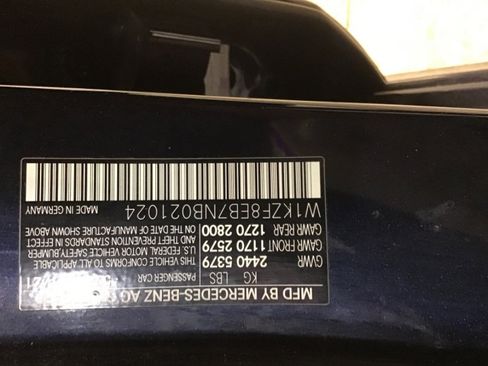 MFD BY MERCEDES-BENZ AG
PASSENGER CAR
KG LBS
GVWR 2440 5379
GAWR FRONT 1170 2579
GAWR REAR 1270 2800
THIS VEHICLE CONFORMS TO ALL APPLICABLE
U.S. FEDERAL MOTOR VEHICLE SAFETY, BUMPER
AND THEFT PREVENTION STANDARDS IN EFFECT
ON THE DATE OF MANUFACTURE SHOWN ABOVE
W1KZF8EB7NB021024
MADE IN GERMANY